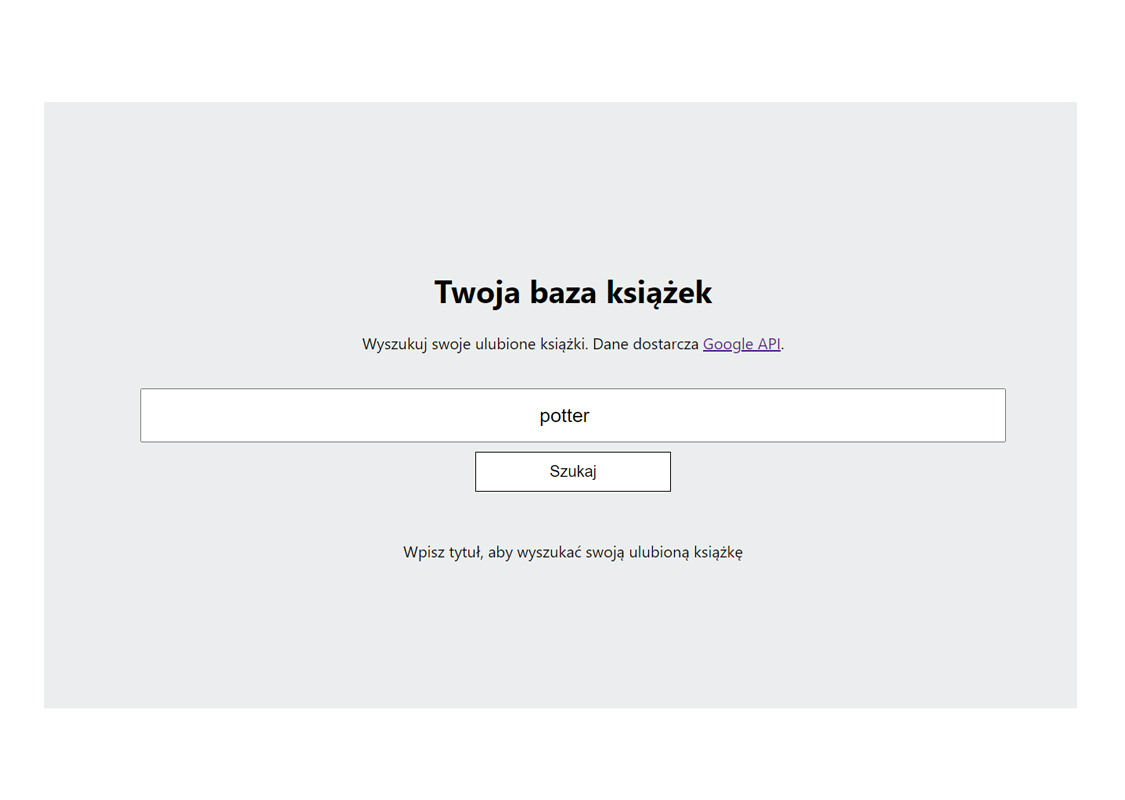 Twoja baza książek
Wyszukuj swoje ulubione książki. Dane dostarcza Google API.
potter
Szukaj
Wpisz tytuł, aby wyszukać swoją ulubioną książkę